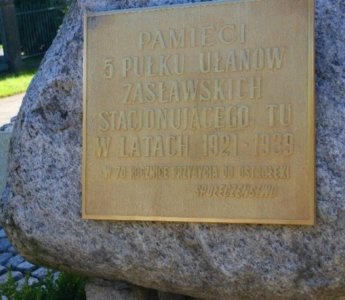 PAMIĘCI
5 PUŁKU UŁANÓW
ZASŁAWSKICH
STACJONUJĄCEGO TU
W LATACH 1921-1939
W 70 ROCZNICĘ PRZYBYCIA DO OSTROŁĘKI
SPOŁECZEŃSTWO